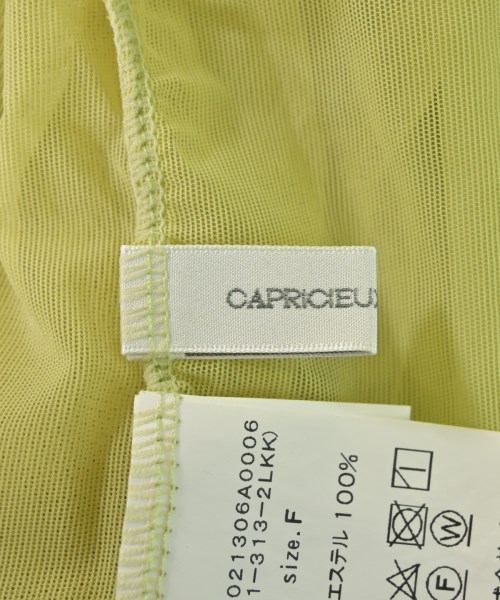 CAPRICIEUX
021306A0006
1-313-2LKK)
size. F
エステル 100%
W
F